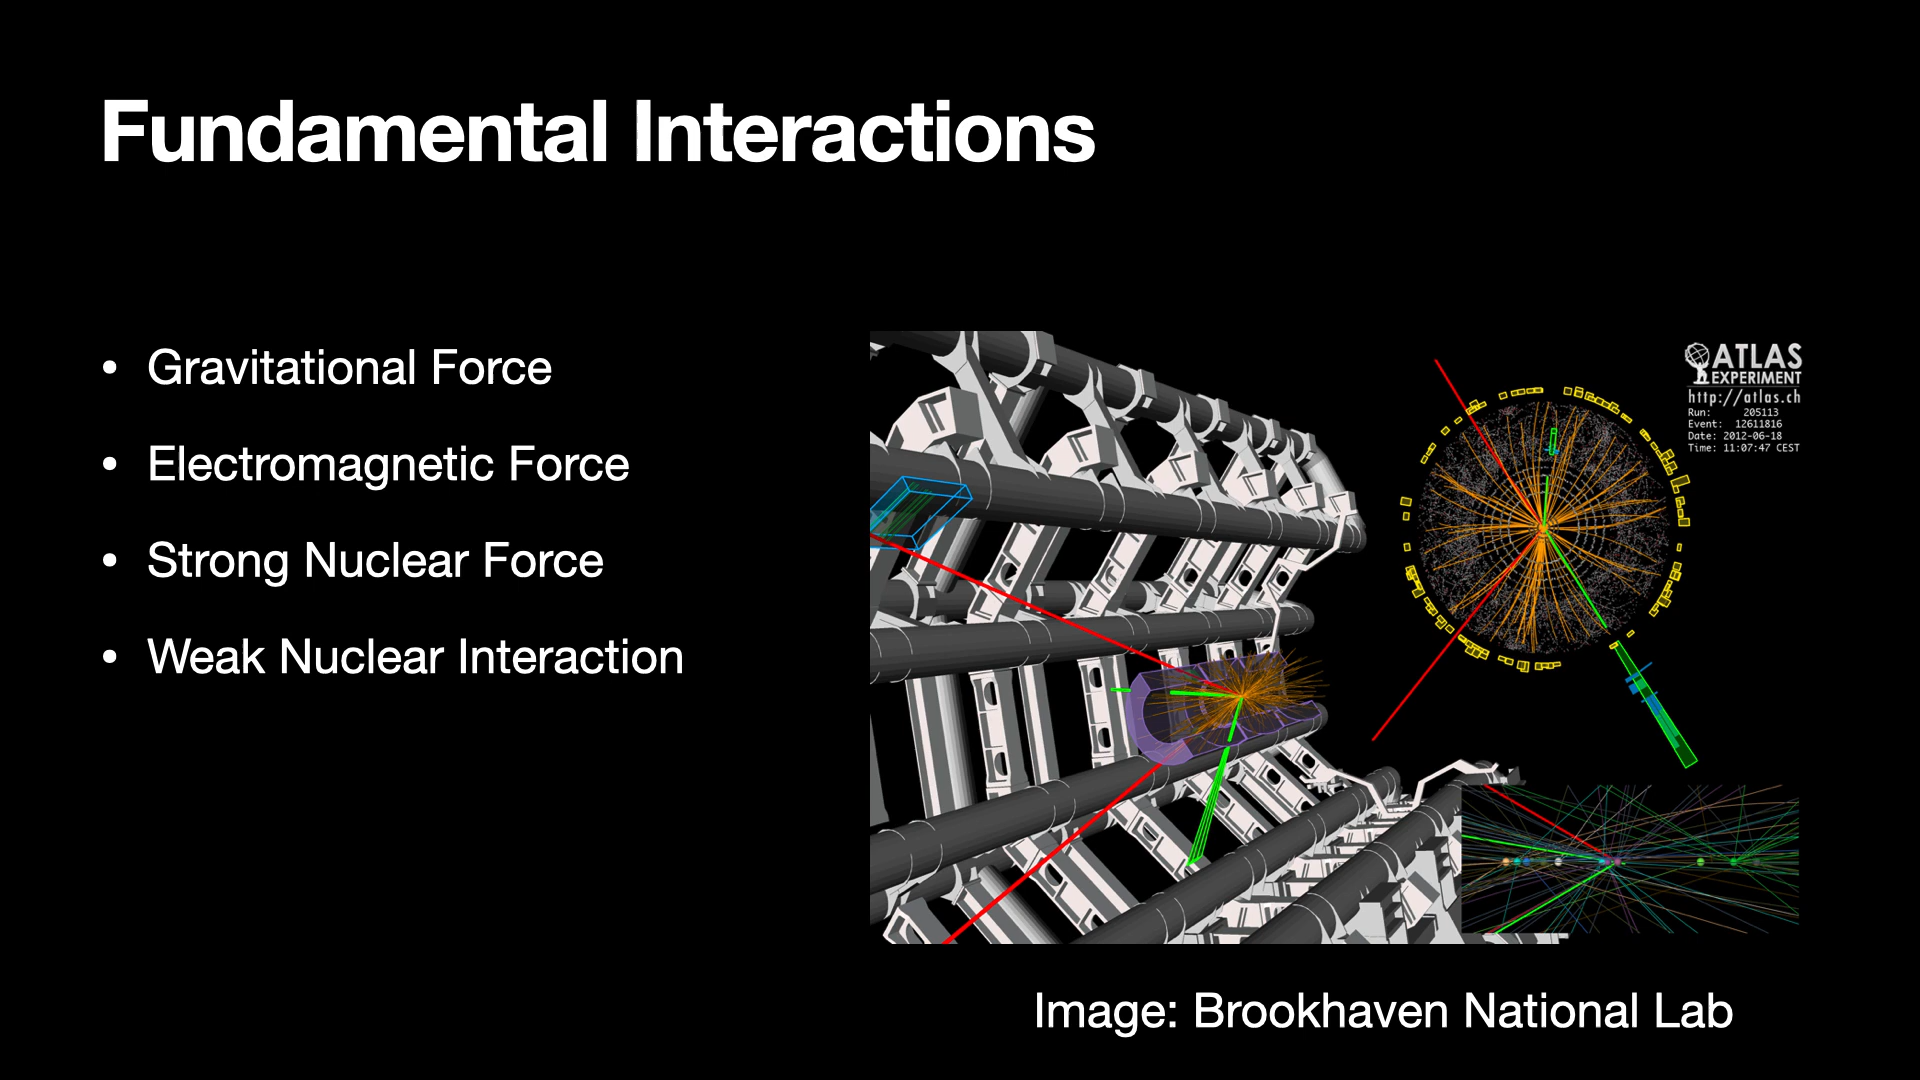 Fundamental Interactions
• Gravitational Force
• Electromagnetic Force
• Strong Nuclear Force
• Weak Nuclear Interaction
ATLAS
EXPERIMENT
http://atlas.ch
Run: 205113
Event: 12611816
Date: 2012-06-18
Time: 11:07:47 CEST
Image: Brookhaven National Lab